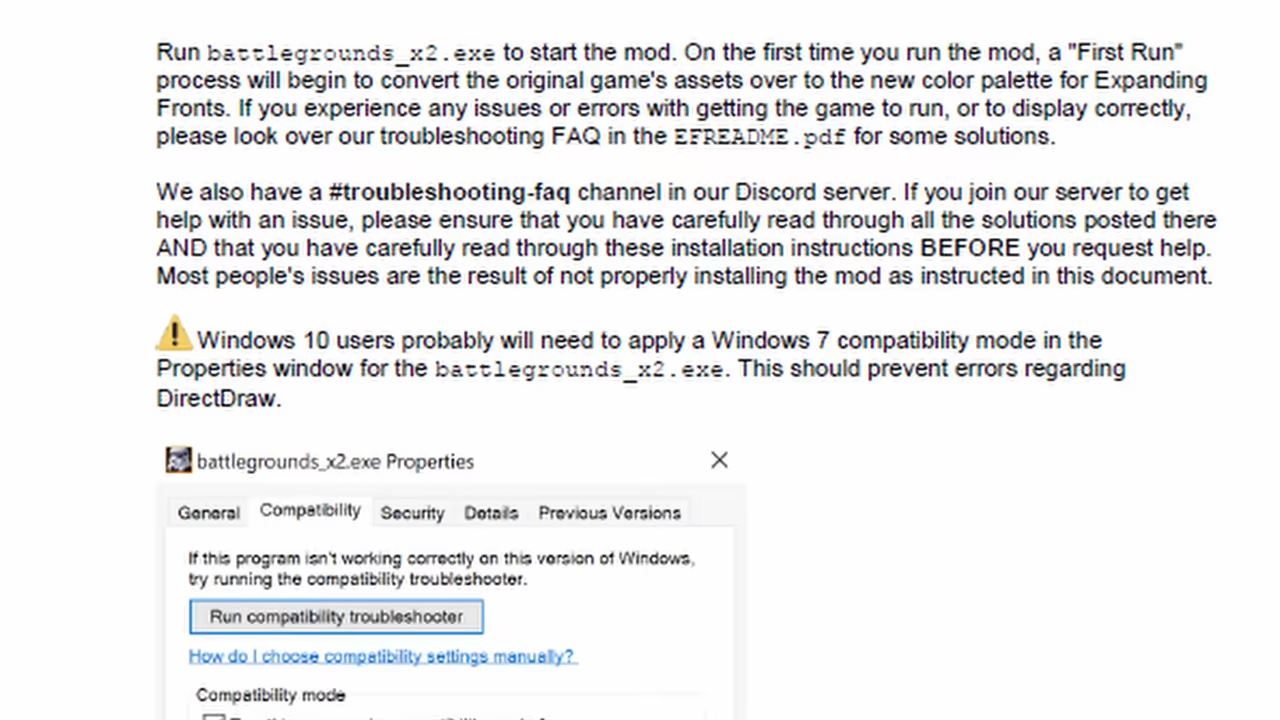 Run battlegrounds_x2.exe to start the mod. On the first time you run the mod, a "First Run"
process will begin to convert the original game's assets over to the new color palette for Expanding
Fronts. If you experience any issues or errors with getting the game to run, or to display correctly,
please look over our troubleshooting FAQ in the EFREADME.pdf for some solutions.
We also have a #troubleshooting-faq channel in our Discord server. If you join our server to get
help with an issue, please ensure that you have carefully read through all the solutions posted there
AND that you have carefully read through these installation instructions BEFORE you request help.
Most people's issues are the result of not properly installing the mod as instructed in this document.
Windows 10 users probably will need to apply a Windows 7 compatibility mode in the
Properties window for the battlegrounds_x2.exe. This should prevent errors regarding
DirectDraw.
battlegrounds_x2.exe Properties
General Compatibility Security Details Previous Versions
If this program isn't working correctly on this version of Windows,
try running the compatibility troubleshooter.
Run compatibility troubleshooter
How do I choose compatibility settings manually?
Compatibility mode